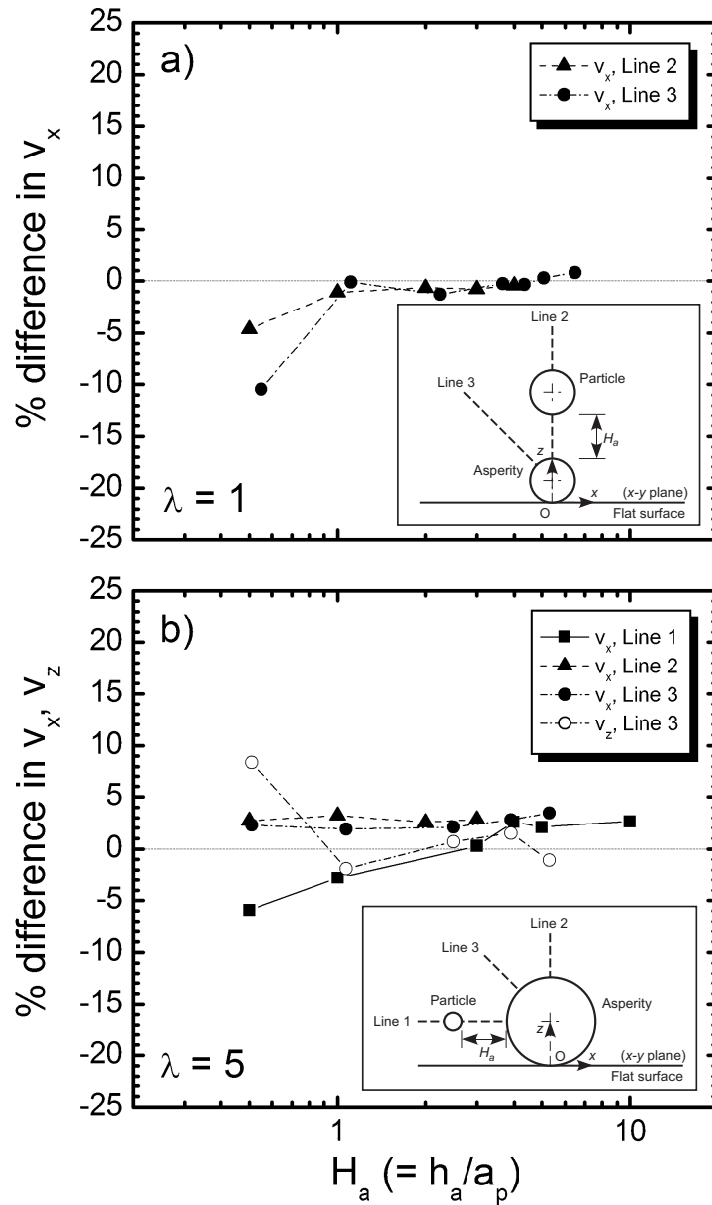 a)
25
20
15
10
5
0
-5
-10
-15
-20
-25
% difference in vₓ
vₓ, Line 2
vₓ, Line 3
λ = 1
Line 2
Line 3
Particle
Hₐ
z
Asperity
x
(x-y plane)
O
Flat surface
b)
25
20
15
10
5
0
-5
-10
-15
-20
-25
% difference in vₓ, v_z
vₓ, Line 1
vₓ, Line 2
vₓ, Line 3
v_z, Line 3
λ = 5
Line 2
Line 3
Particle
Asperity
Line 1
z
Hₐ
O
x
(x-y plane)
Flat surface
1
10
Hₐ (= hₐ/aₚ)